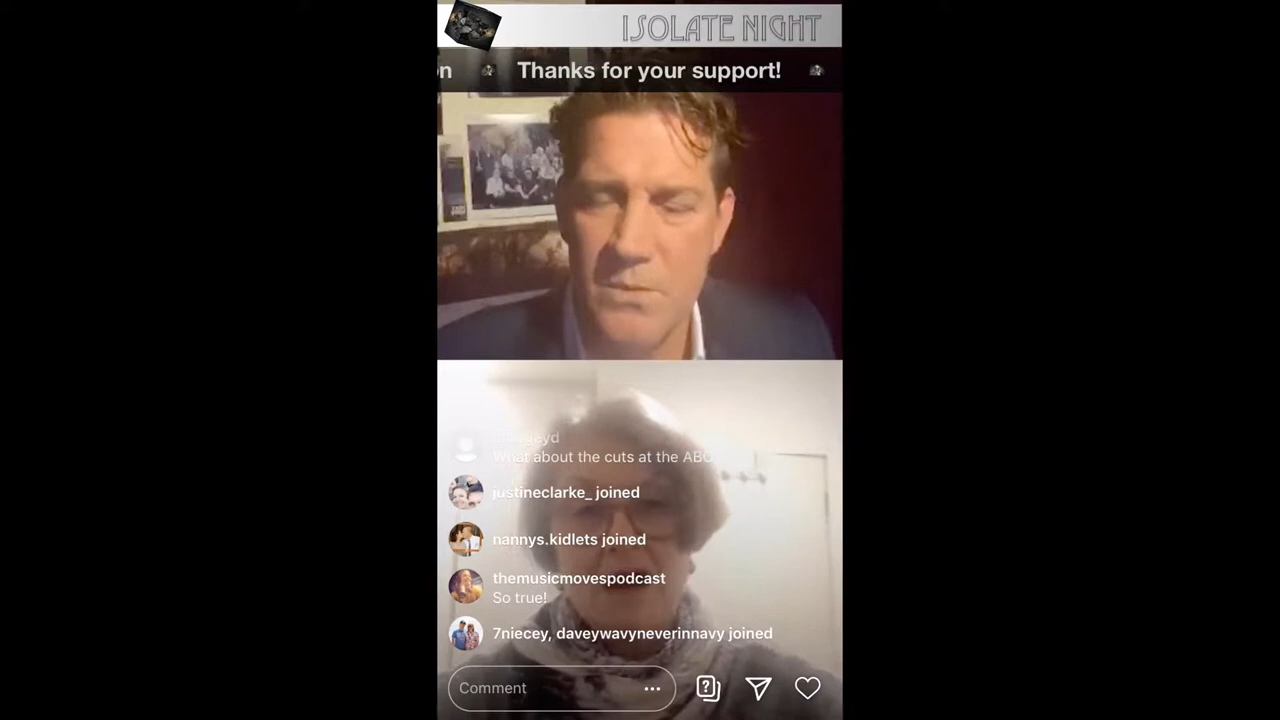 ISOLATE NIGHT
on
Thanks for your support!
What about the cuts at the ABC
justineclarke_ joined
nannys.kidlets joined
themusicmovespodcast
So true!
7niecey, daveywavyneverinnavy joined
Comment